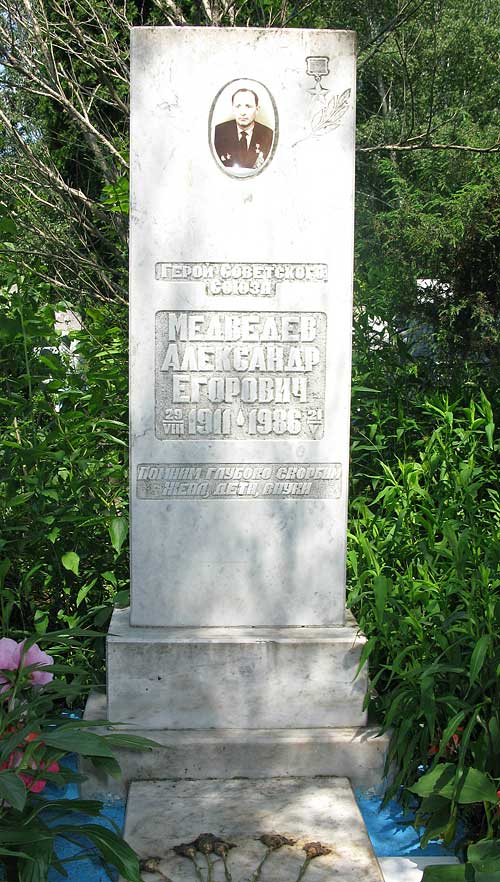 ГЕРОЙ СОВЕТСКОГО
СОЮЗА
МЕДВЕДЕВ
АЛЕКСАНДР
ЕГОРОВИЧ
29 VIII 1911 • 1986 21 V
ПОМНИМ ГЛУБОКО СКОРБИМ
ЖЕНА, ДЕТИ, ВНУКИ